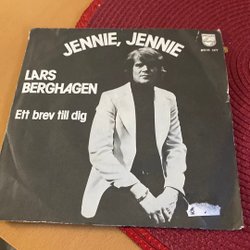 JENNIE, JENNIE
LARS
BERGHAGEN
Ett brev till dig